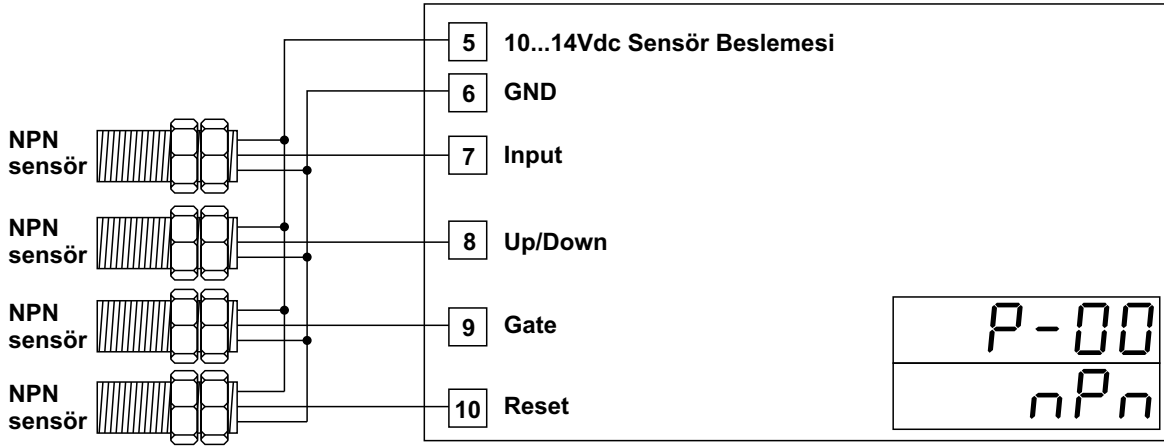 5 10...14Vdc Sensör Beslemesi
6 GND
NPN
sensör
7 Input
NPN
sensör
8 Up/Down
NPN
sensör
9 Gate
NPN
sensör
10 Reset
P-00
nPn